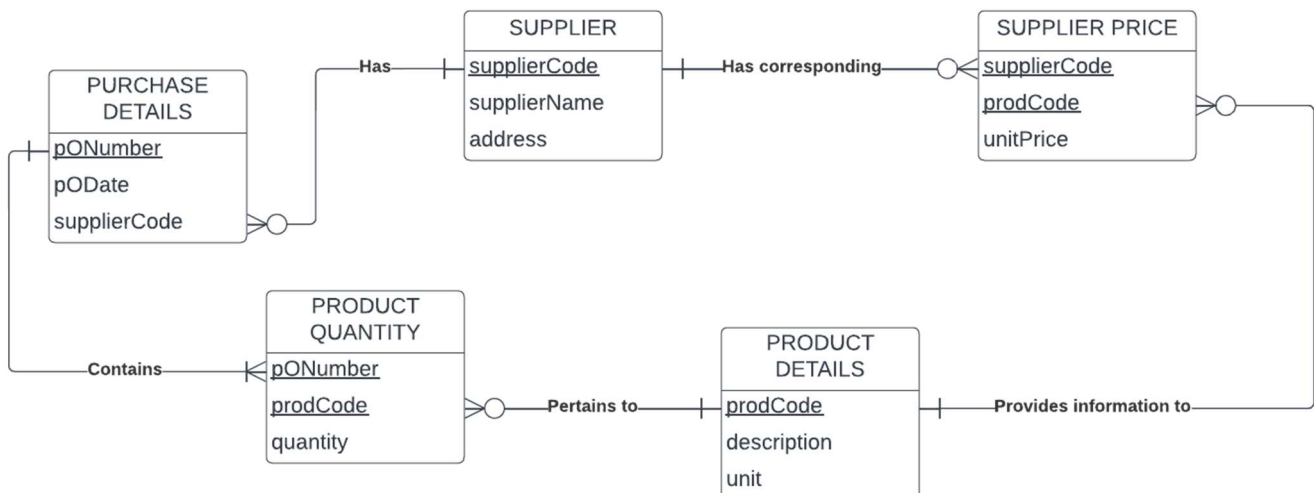 SUPPLIER
supplierCode
supplierName
address
SUPPLIER PRICE
supplierCode
prodCode
unitPrice
Has
Has corresponding
PURCHASE
DETAILS
pONumber
pODate
supplierCode
PRODUCT
QUANTITY
pONumber
prodCode
quantity
Contains
Pertains to
PRODUCT
DETAILS
prodCode
description
unit
Provides information to